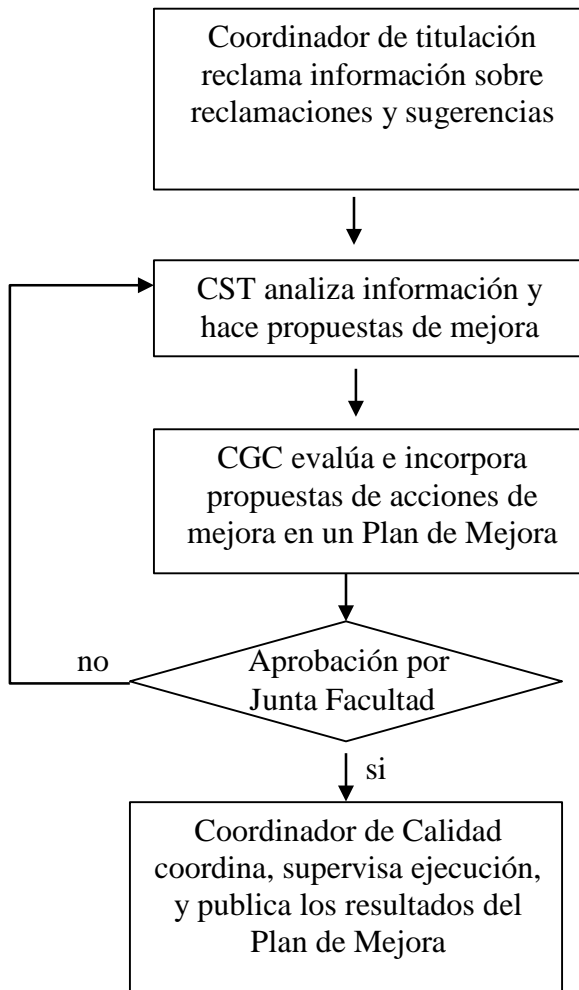 Coordinador de titulación
reclama información sobre
reclamaciones y sugerencias
CST analiza información y
hace propuestas de mejora
CGC evalúa e incorpora
propuestas de acciones de
mejora en un Plan de Mejora
no
Aprobación por
Junta Facultad
si
Coordinador de Calidad
coordina, supervisa ejecución,
y publica los resultados del
Plan de Mejora